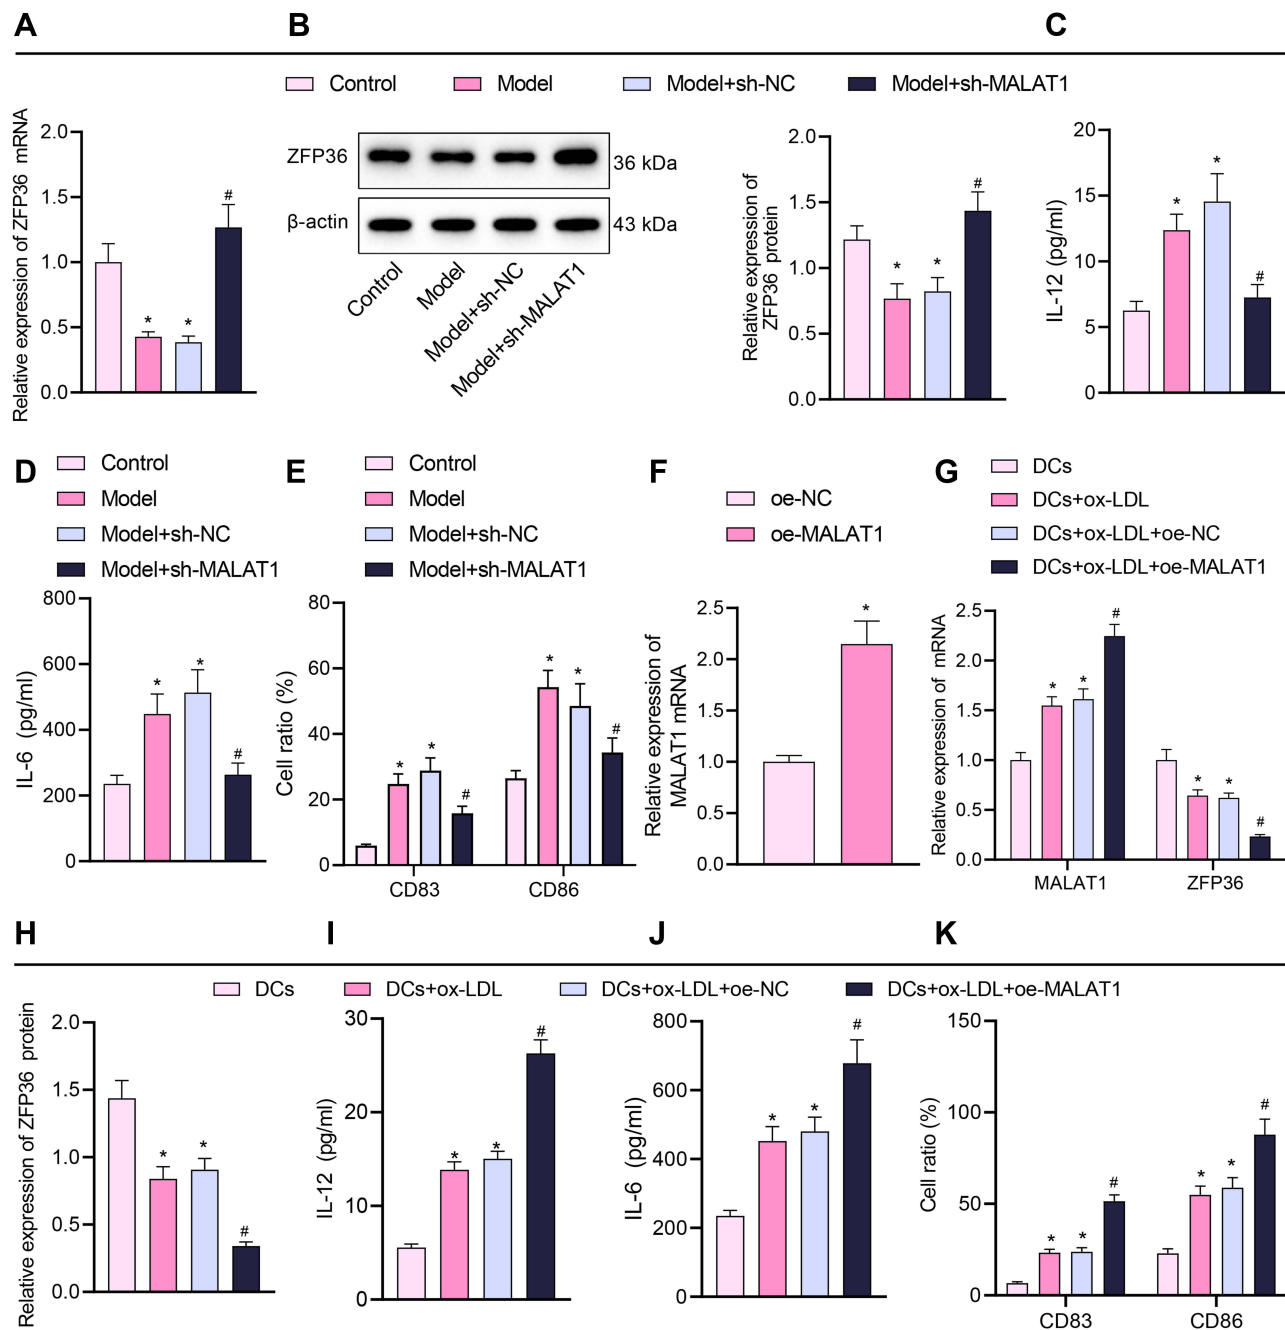 A
B
C
Control
Model
Model+sh-NC
Model+sh-MALAT1
Relative expression of ZFP36 mRNA
2.0
1.5
1.0
0.5
0.0
*
*
#
ZFP36
36 kDa
β-actin
43 kDa
Control
Model
Model+sh-NC
Model+sh-MALAT1
Relative expression of
ZFP36 protein
2.0
1.5
1.0
0.5
0.0
*
*
#
IL-12 (pg/ml)
20
15
10
5
0
*
*
#
D
Control
Model
Model+sh-NC
Model+sh-MALAT1
IL-6 (pg/ml)
800
600
400
200
0
*
*
#
E
Control
Model
Model+sh-NC
Model+sh-MALAT1
Cell ratio (%)
80
60
40
20
0
*
*
#
*
*
#
CD83
CD86
F
oe-NC
oe-MALAT1
Relative expression of
MALAT1 mRNA
2.5
2.0
1.5
1.0
0.5
0.0
*
G
DCs
DCs+ox-LDL
DCs+ox-LDL+oe-NC
DCs+ox-LDL+oe-MALAT1
Relative expression of mRNA
2.5
2.0
1.5
1.0
0.5
0.0
*
*
#
*
*
#
MALAT1
ZFP36
H
I
J
K
DCs
DCs+ox-LDL
DCs+ox-LDL+oe-NC
DCs+ox-LDL+oe-MALAT1
Relative expression of ZFP36 protein
2.0
1.5
1.0
0.5
0.0
*
*
#
IL-12 (pg/ml)
30
20
10
0
*
*
#
IL-6 (pg/ml)
800
600
400
200
0
*
*
#
Cell ratio (%)
150
100
50
0
*
*
#
*
*
#
CD83
CD86